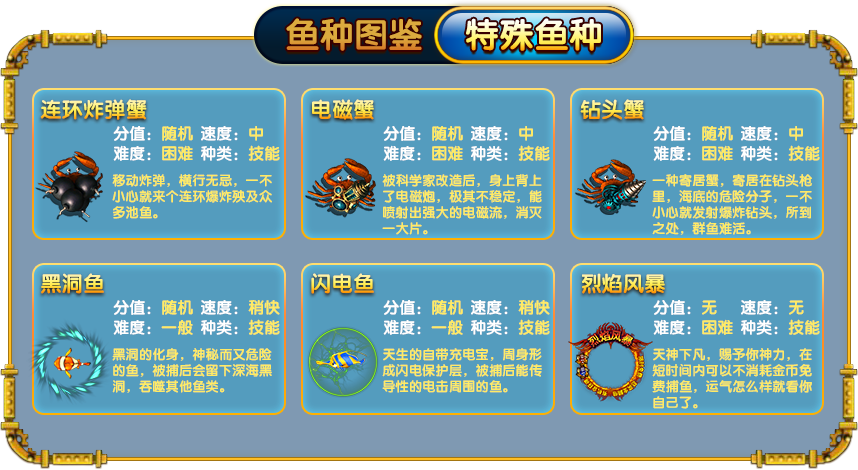 鱼种图鉴 特殊鱼种
连环炸弹蟹
分值：随机 速度：中
难度：困难 种类：技能
移动炸弹，横行无忌，一不
小心就来个连环爆炸殃及众
多池鱼。
电磁蟹
分值：随机 速度：中
难度：困难 种类：技能
被科学家改造后，身上背上
了电磁炮，极其不稳定，能
喷射出强大的电磁流，消灭
一大片。
钻头蟹
分值：随机 速度：中
难度：困难 种类：技能
一种寄居蟹，寄居在钻头枪
里，海底的危险分子，一不
小心就发射爆炸钻头，所到
之处，群鱼难活。
黑洞鱼
分值：随机 速度：稍快
难度：一般 种类：技能
黑洞的化身，神秘而又危险
的鱼，被捕后会留下深海黑
洞，吞噬其他鱼类。
闪电鱼
分值：随机 速度：稍快
难度：一般 种类：技能
天生的自带充电宝，周身形
成闪电保护层，被捕后能传
导性的电击周围的鱼。
烈焰风暴
分值：无 速度：无
难度：困难 种类：技能
烈焰风暴
天神下凡，赐予你神力，在
短时间内可以不消耗金币免
费捕鱼，运气怎么样就看你
自己了。